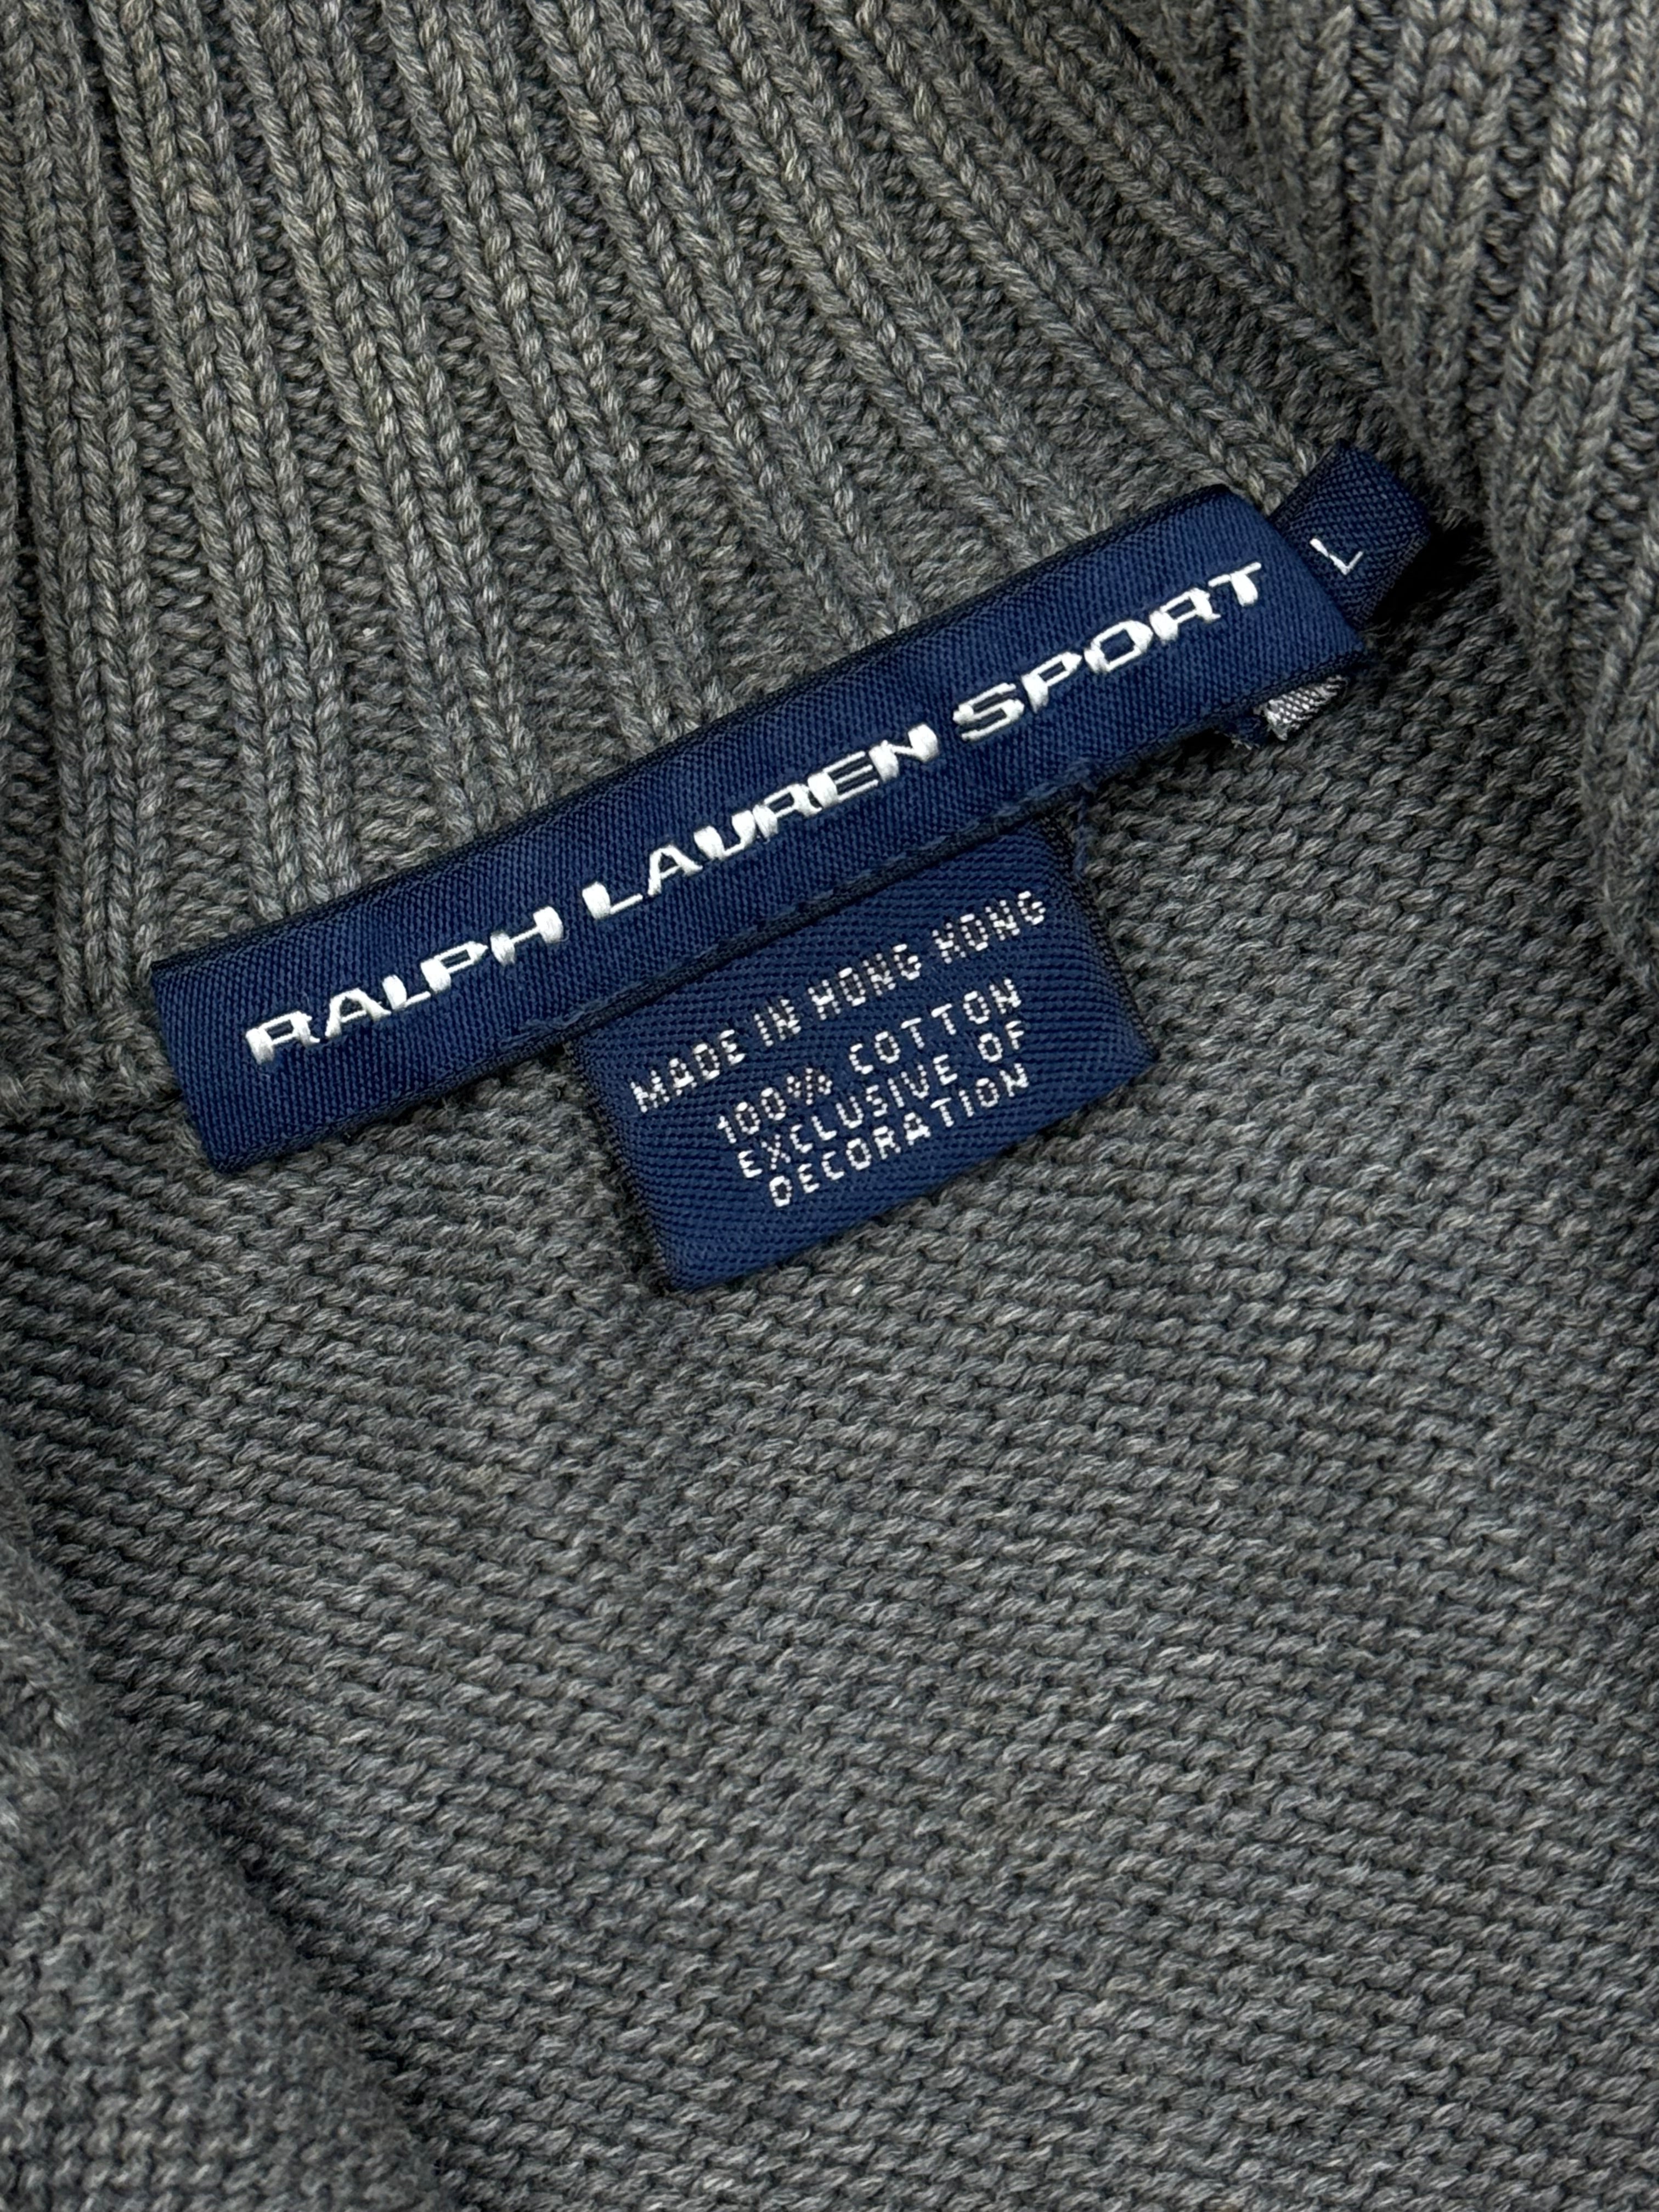 RALPH LAUREN SPORT
L
MADE IN HONG KONG
100% COTTON
EXCLUSIVE OF
DECORATION